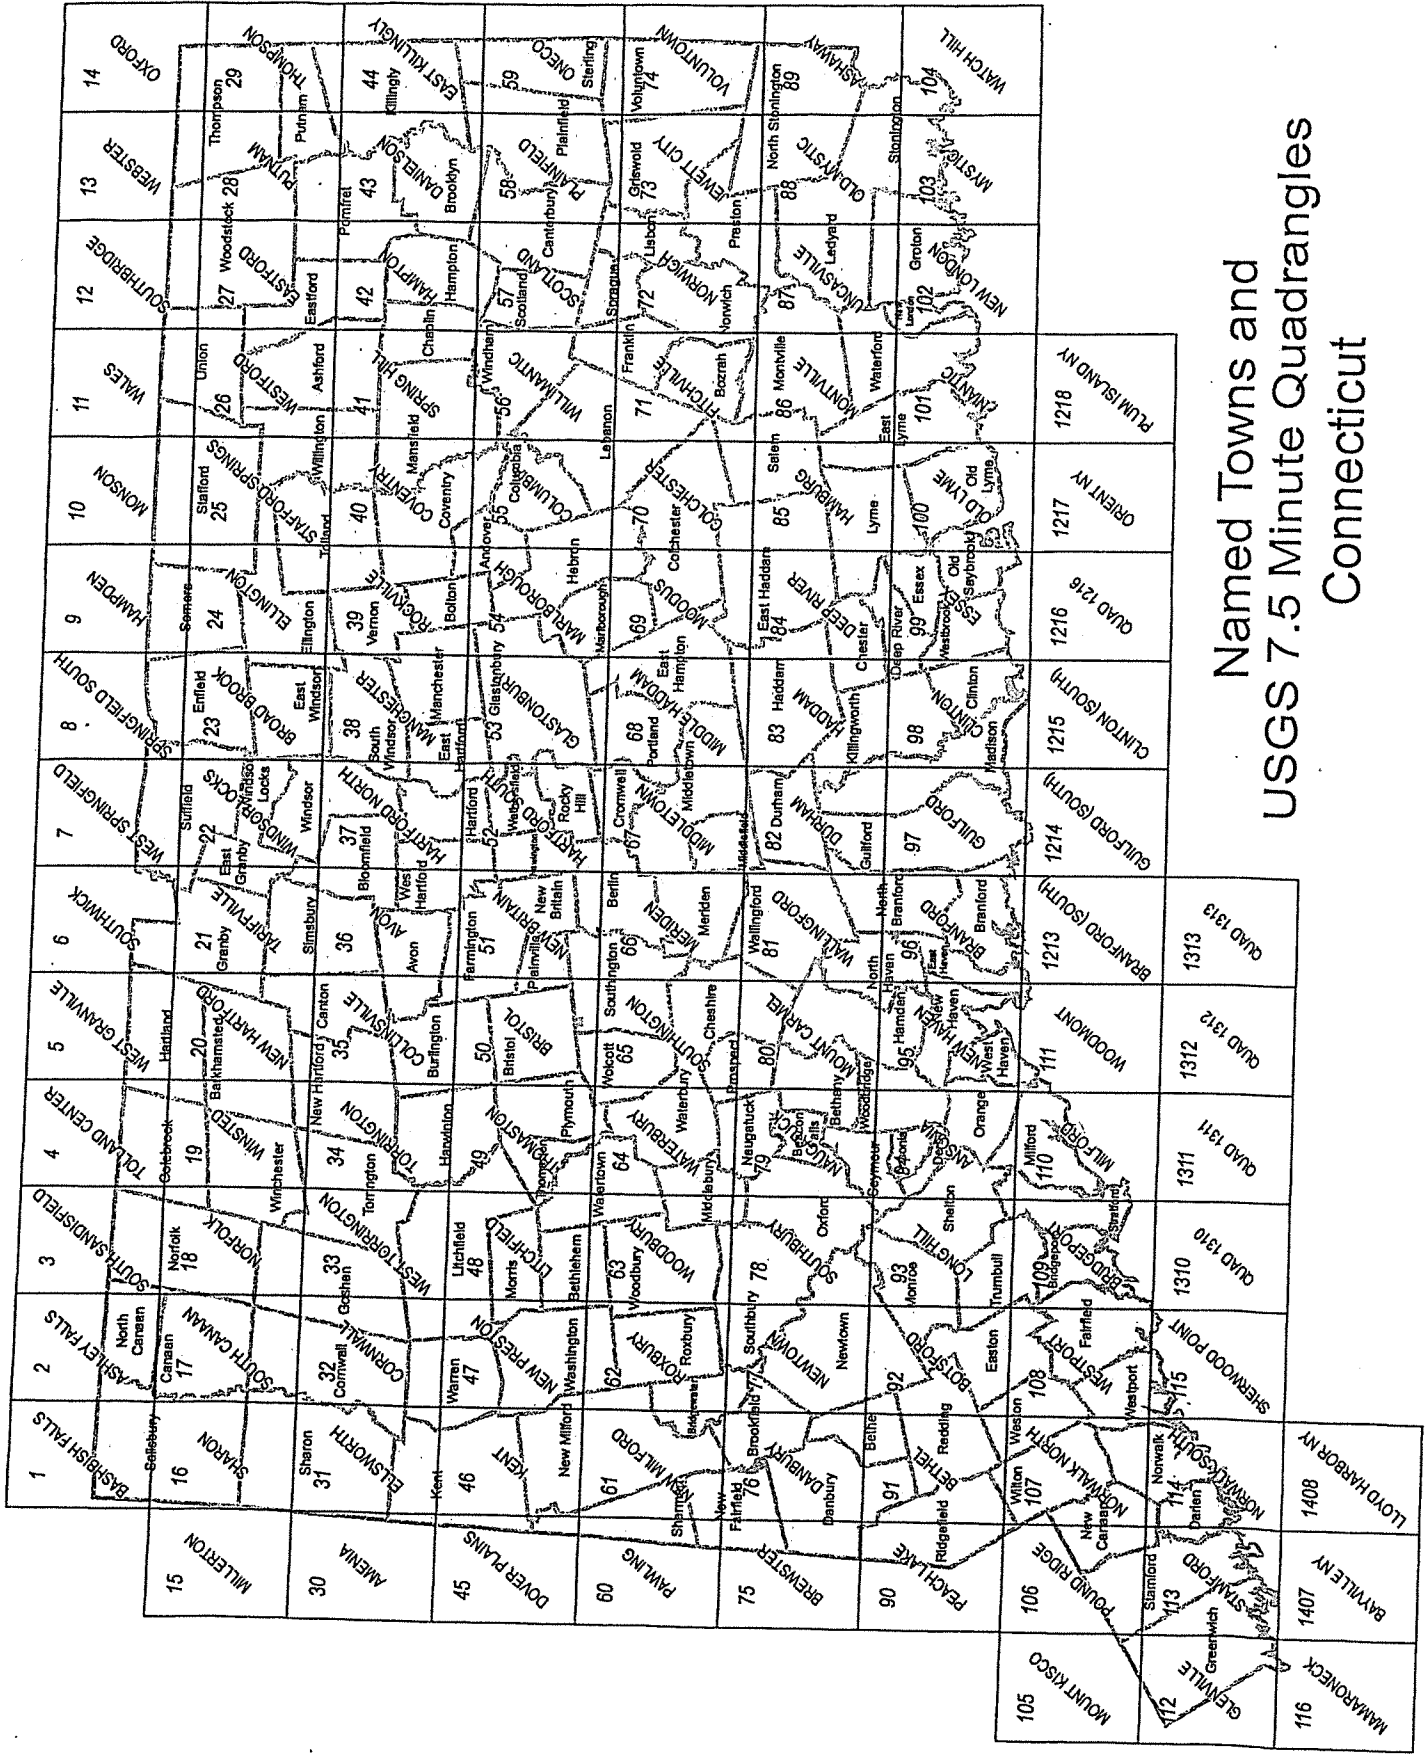 1
BASHBISH FALLS
2
ASHLEY FALLS
3
SOUTH SANDISFIELD
4
TOLLAND CENTER
5
WEST GRANVILLE
6
SOUTHWICK
7
WEST SPRINGFIELD
8
SPRINGFIELD SOUTH
9
HAMPDEN
10
MONSON
11
WALES
12
SOUTHBRIDGE
13
WEBSTER
14
OXFORD
15
MILLERTON
Salisbury
16
SHARON
North
Canaan
Canaan
17
SOUTH CANAAN
Norfolk
18
NORFOLK
Colebrook
19
WINSTED
Winchester
Hartland
20
Barkhamsted
NEW HARTFORD
21
Granby
TARIFFVILLE
Suffield
22
East
Granby
WINDSOR LOCKS
Windsor
Locks
Enfield
23
BROAD BROOK
East
Windsor
Somers
24
ELLINGTON
Ellington
Stafford
25
STAFFORD SPRINGS
Tolland
Union
26
WESTFORD
Willington
Ashford
Woodstock
27
EASTFORD
Eastford
28
PUTNAM
Thompson
29
THOMPSON
Putnam
30
AMENIA
Sharon
31
ELLSWORTH
32
Cornwall
CORNWALL
33
Goshen
WEST TORRINGTON
34
Torrington
TORRINGTON
New Hartford
Canton
35
COLLINSVILLE
Burlington
Simsbury
36
AVON
Avon
Windsor
37
Bloomfield
HARTFORD NORTH
West
Hartford
38
South
Windsor
MANCHESTER
Manchester
East
Hartford
39
Vernon
ROCKVILLE
Bolton
40
COVENTRY
Coventry
41
SPRING HILL
Mansfield
42
HAMPTON
Chaplin
Hampton
Pomfret
43
DANIELSON
Brooklyn
44
Killingly
EAST KILLINGLY
45
DOVER PLAINS
Kent
46
KENT
New Milford
Warren
47
NEW PRESTON
Washington
Litchfield
48
Morris
LITCHFIELD
Bethlehem
Harwinton
49
THOMASTON
Thomaston
Plymouth
50
Bristol
BRISTOL
Farmington
51
Plainville
NEW BRITAIN
New
Britain
Hartford
52
Wethersfield
HARTFORD SOUTH
Newington
Rocky
Hill
53
Glastonbury
GLASTONBURY
54
MARLBOROUGH
Andover
Hebron
Marlborough
55
Columbia
COLUMBIA
Windham
56
WILLIMANTIC
Lebanon
57
Scotland
SCOTLAND
58
Canterbury
PLAINFIELD
Plainfield
59
ONECO
Sterling
60
PAWLING
61
NEW MILFORD
Sherman
Bridgewater
62
ROXBURY
Roxbury
63
Woodbury
WOODBURY
Watertown
64
WATERBURY
Waterbury
Middlebury
Wolcott
65
Southington
SOUTHINGTON
Cheshire
Berlin
66
MERIDEN
Meriden
Cromwell
67
MIDDLETOWN
Middletown
Middlefield
68
Portland
MIDDLE HADDAM
East
Hampton
69
MOODUS
70
Colchester
COLCHESTER
Franklin
71
FITCHVILLE
Bozrah
Sprague
72
NORWICH
Norwich
Lisbon
Griswold
73
JEWETT CITY
Preston
Voluntown
74
VOLUNTOWN
75
BREWSTER
New
Fairfield
76
DANBURY
Danbury
Brookfield
77
NEWTOWN
Newtown
Southbury
78
SOUTHBURY
Oxford
Naugatuck
79
NAUGATUCK
Beacon
Falls
Prospect
80
MOUNT CARMEL
Bethany
Woodbridge
Wallingford
81
WALLINGFORD
82
Durham
DURHAM
83
Haddam
HADDAM
Killingworth
East Haddam
84
DEEP RIVER
Chester
Salem
85
HAMBURG
Lyme
86
Montville
MONTVILLE
Waterford
87
UNCASVILLE
Ledyard
88
OLD MYSTIC
North Stonington
89
ASHAWAY
90
PEACH LAKE
Ridgefield
91
BETHEL
Bethel
Redding
92
BOTSFORD
Easton
93
Monroe
LONG HILL
Trumbull
Shelton
Seymour
Ansonia
Derby
ANSONIA
Orange
95
Hamden
NEW HAVEN
New
Haven
West
Haven
North
Haven
96
North
Branford
BRANFORD
East
Haven
Branford
Guilford
97
GUILFORD
98
CLINTON
Clinton
Madison
Deep River
99
Essex
ESSEX
Westbrook
Old
Saybrook
100
OLD LYME
Old
Lyme
East
Lyme
101
NIANTIC
New
London
102
Groton
NEW LONDON
103
MYSTIC
Stonington
104
WATCH HILL
105
MOUNT KISCO
106
POUND RIDGE
Wilton
107
NORWALK NORTH
New
Canaan
Weston
108
WESTPORT
Westport
Fairfield
109
Bridgeport
BRIDGEPORT
Stratford
Milford
110
MILFORD
111
WOODMONT
1213
BRANFORD (SOUTH)
1214
GUILFORD (SOUTH)
1215
CLINTON (SOUTH)
1216
QUAD 1216
1217
ORIENT NY
1218
PLUM ISLAND NY
112
GLENVILLE
Greenwich
Stamford
113
STAMFORD
114
Norwalk
Darien
NORWALK SOUTH
115
SHERWOOD POINT
1310
QUAD 1310
1311
QUAD 1311
1312
QUAD 1312
1313
QUAD 1313
116
MAMARONECK
1407
BAYVILLE NY
1408
LLOYD HARBOR NY
Named Towns and
USGS 7.5 Minute Quadrangles
Connecticut